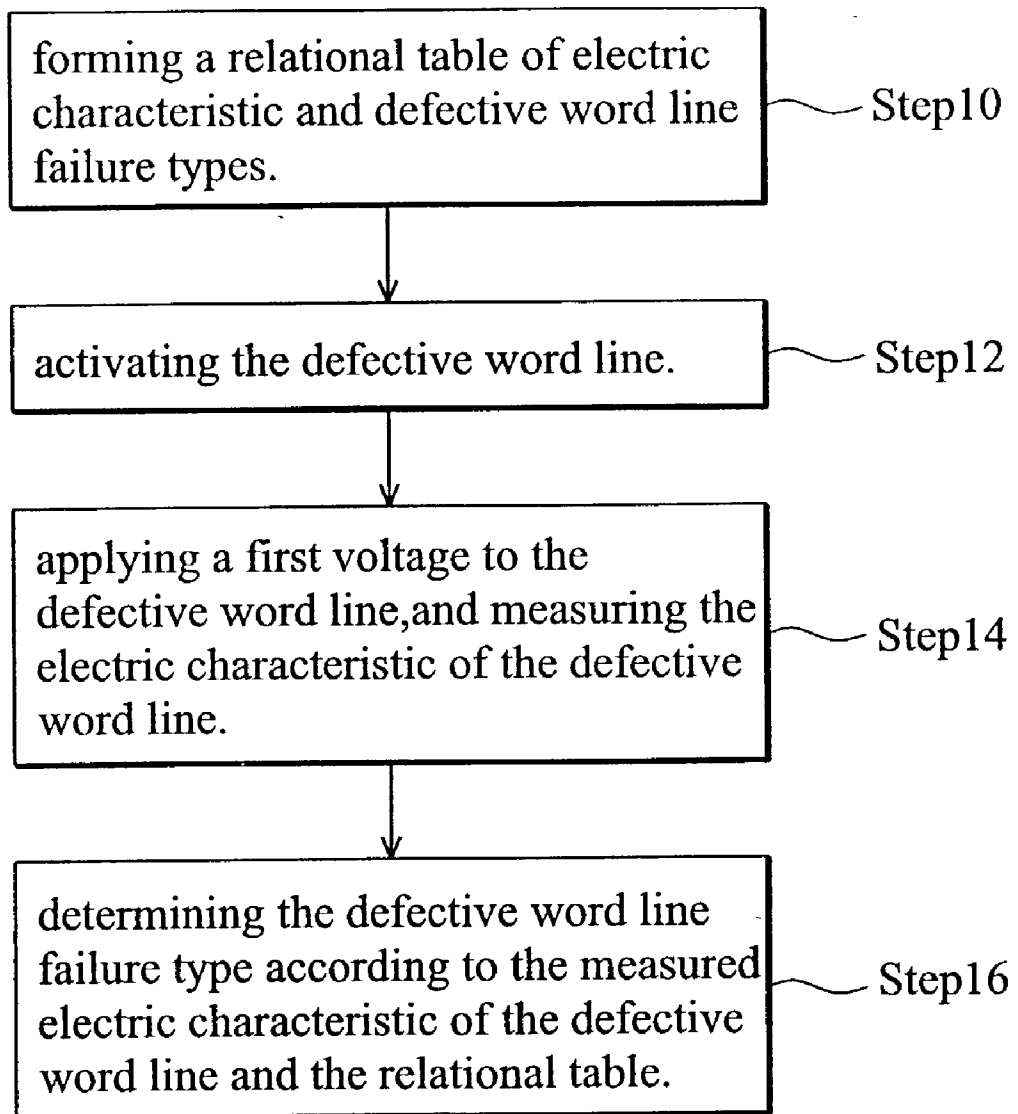 forming a relational table of electric
characteristic and defective word line
failure types.
Step10
activating the defective word line.
Step12
applying a first voltage to the
defective word line,and measuring the
electric characteristic of the defective
word line.
Step14
determining the defective word line
failure type according to the measured
electric characteristic of the defective
word line and the relational table.
Step16